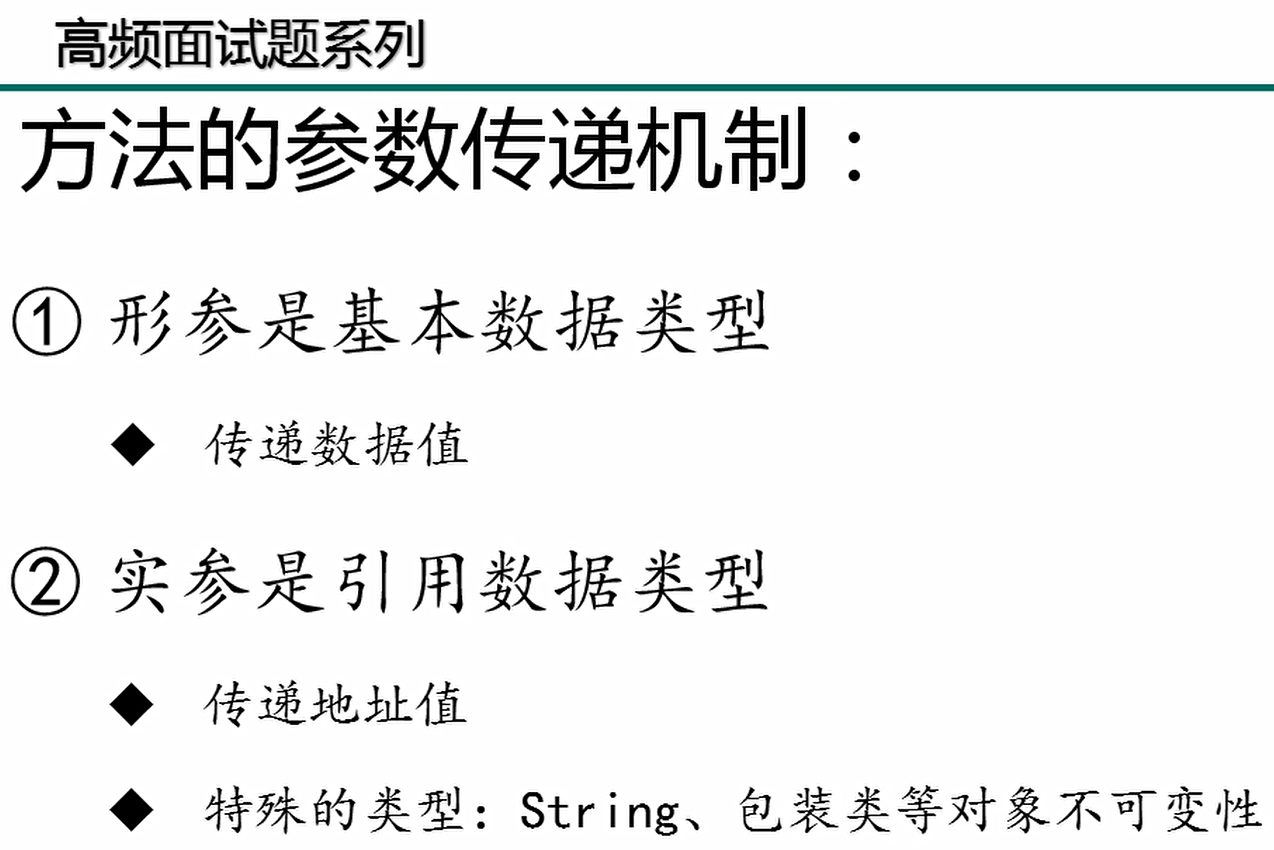 高频面试题系列
方法的参数传递机制：
① 形参是基本数据类型
◆ 传递数据值
② 实参是引用数据类型
◆ 传递地址值
◆ 特殊的类型：String、包装类等对象不可变性